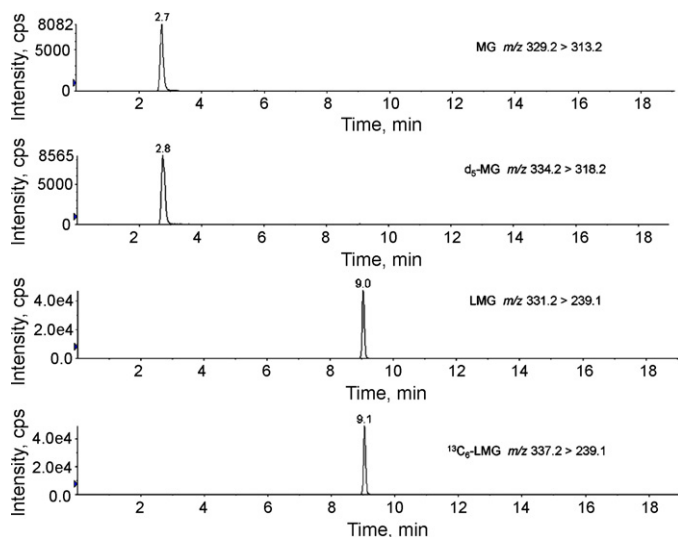 8082
2.7
5000
0
2 4 6 8 10 12 14 16 18
Intensity, cps
Time, min
MG m/z 329.2 > 313.2
8565
2.8
5000
0
2 4 6 8 10 12 14 16 18
Intensity, cps
Time, min
d₅-MG m/z 334.2 > 318.2
9.0
4.0e4
2.0e4
0.0
2 4 6 8 10 12 14 16 18
Intensity, cps
Time, min
LMG m/z 331.2 > 239.1
9.1
4.0e4
2.0e4
0.0
2 4 6 8 10 12 14 16 18
Intensity, cps
Time, min
¹³C₆-LMG m/z 337.2 > 239.1